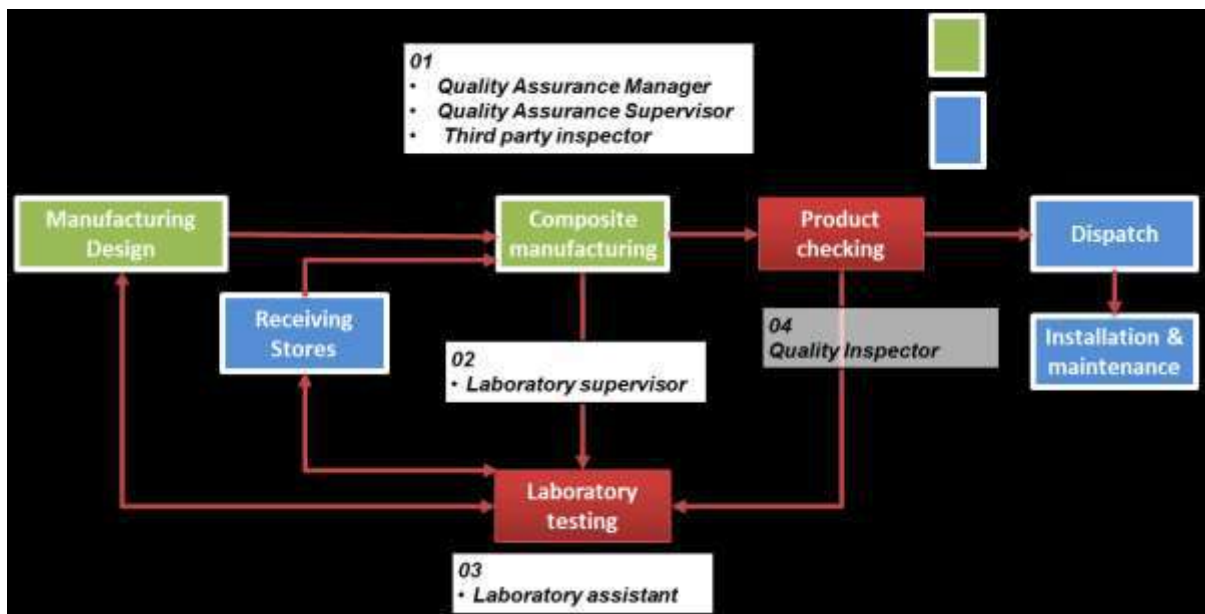 01
• Quality Assurance Manager
• Quality Assurance Supervisor
• Third party inspector
Manufacturing
Design
Composite
manufacturing
Product
checking
Dispatch
Receiving
Stores
02
• Laboratory supervisor
04
Quality Inspector
Installation &
maintenance
Laboratory
testing
03
• Laboratory assistant